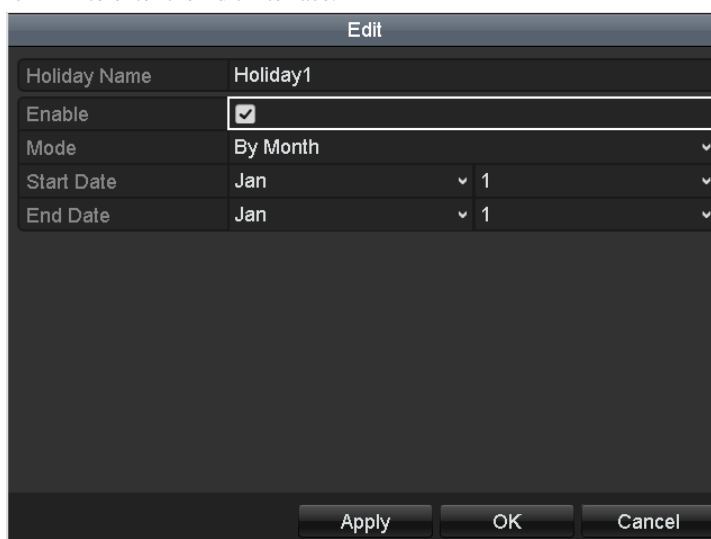 Edit
Holiday Name Holiday1
Enable
Mode By Month
Start Date Jan 1
End Date Jan 1
Apply OK Cancel